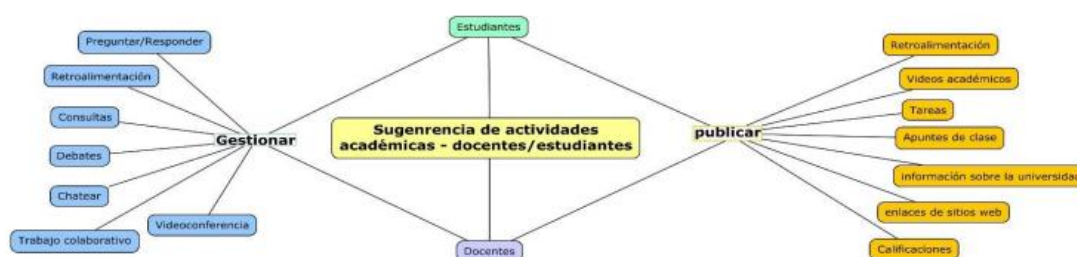 Estudiantes
Preguntar/Responder
Retroalimentación
Consultas
Debates
Chatear
Trabajo colaborativo
Videoconferencia
Gestionar
Sugenrencia de actividades
académicas - docentes/estudiantes
publicar
Retroalimentación
Videos académicos
Tareas
Apuntes de clase
información sobre la universidad
enlaces de sitios web
Calificaciones
Docentes